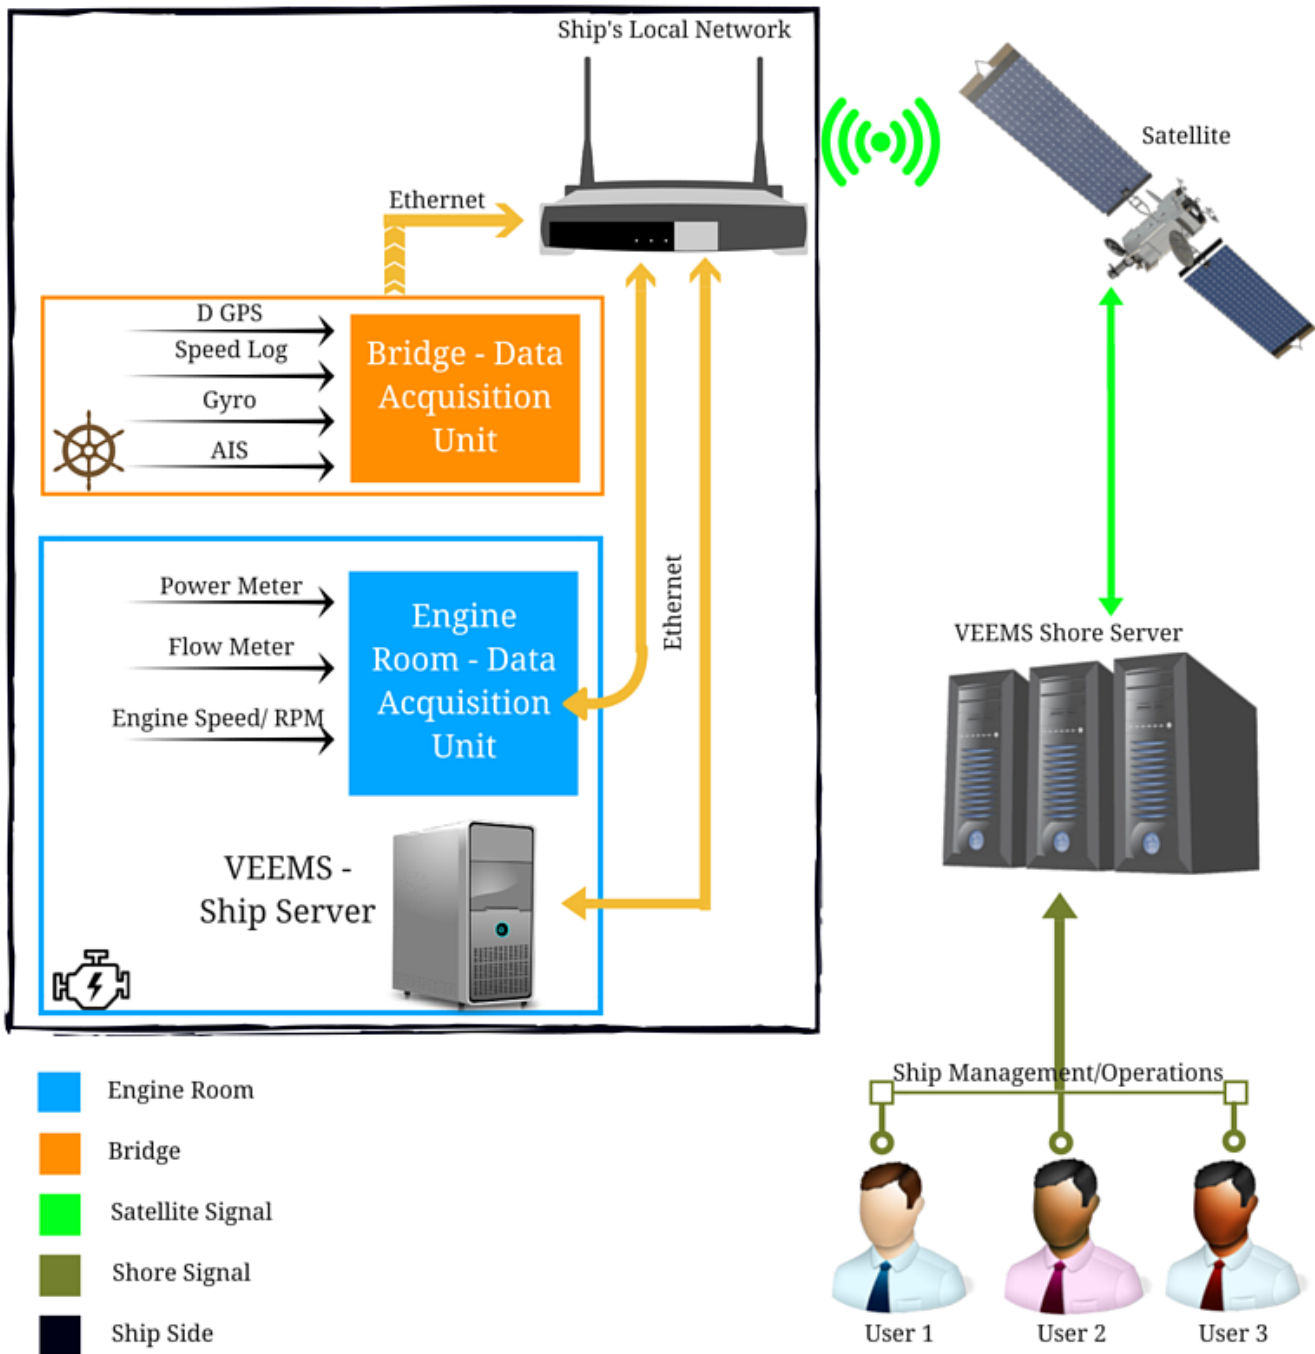 Ship's Local Network
Satellite
Ethernet
D GPS
Speed Log
Gyro
AIS
Bridge - Data
Acquisition
Unit
Power Meter
Flow Meter
Engine Speed/ RPM
Engine
Room - Data
Acquisition
Unit
Ethernet
VEEMS -
Ship Server
VEEMS Shore Server
Ship Management/Operations
User 1
User 2
User 3
Engine Room
Bridge
Satellite Signal
Shore Signal
Ship Side